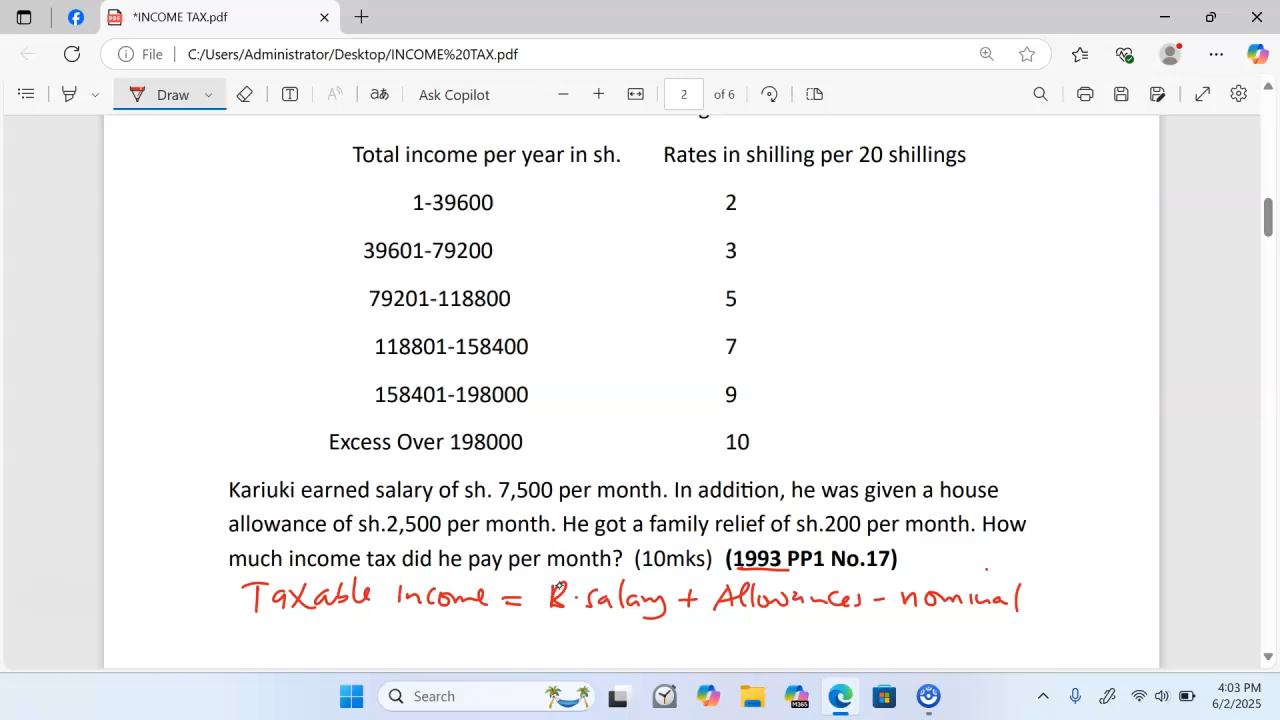 *INCOME TAX.pdf
File C:/Users/Administrator/Desktop/INCOME%20TAX.pdf
Draw Ask Copilot 2 of 6
Total income per year in sh. Rates in shilling per 20 shillings
1-39600 2
39601-79200 3
79201-118800 5
118801-158400 7
158401-198000 9
Excess Over 198000 10
Kariuki earned salary of sh. 7,500 per month. In addition, he was given a house
allowance of sh.2,500 per month. He got a family relief of sh.200 per month. How
much income tax did he pay per month? (10mks) (1993 PP1 No.17)
Taxable Income = B. salary + Allowances - nominal
Search 4:03 PM
6/2/2025